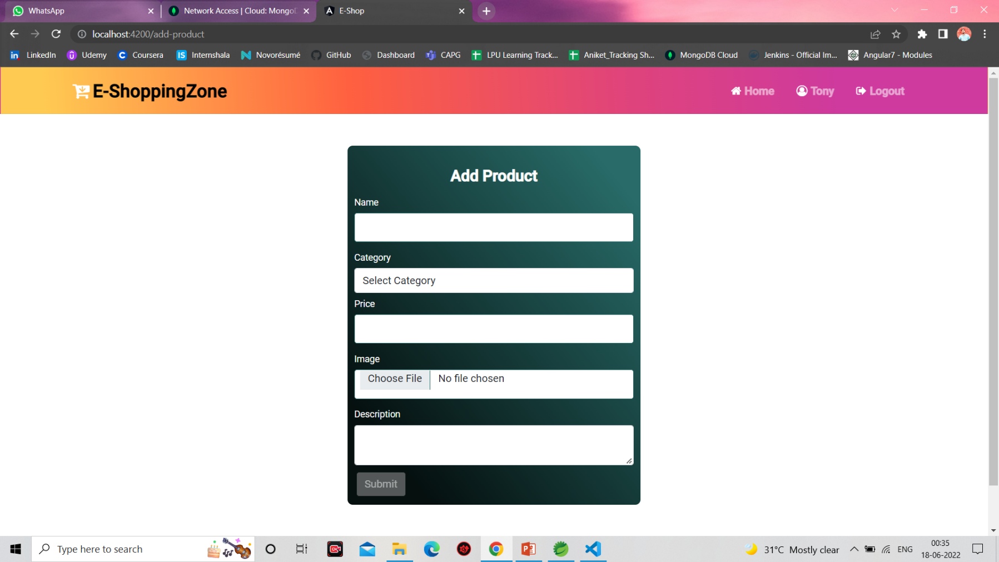 WhatsApp
Network Access | Cloud: MongoD
E-Shop
localhost:4200/add-product
LinkedIn
Udemy
Coursera
Internshala
Novorésumé
GitHub
Dashboard
CAPG
LPU Learning Track...
Aniket_Tracking Sh...
MongoDB Cloud
Jenkins - Official Im...
Angular7 - Modules
E-ShoppingZone
Home
Tony
Logout
Add Product
Name
Category
Select Category
Price
Image
Choose File No file chosen
Description
Submit
Type here to search
31°C Mostly clear
ENG
00:35
18-06-2022